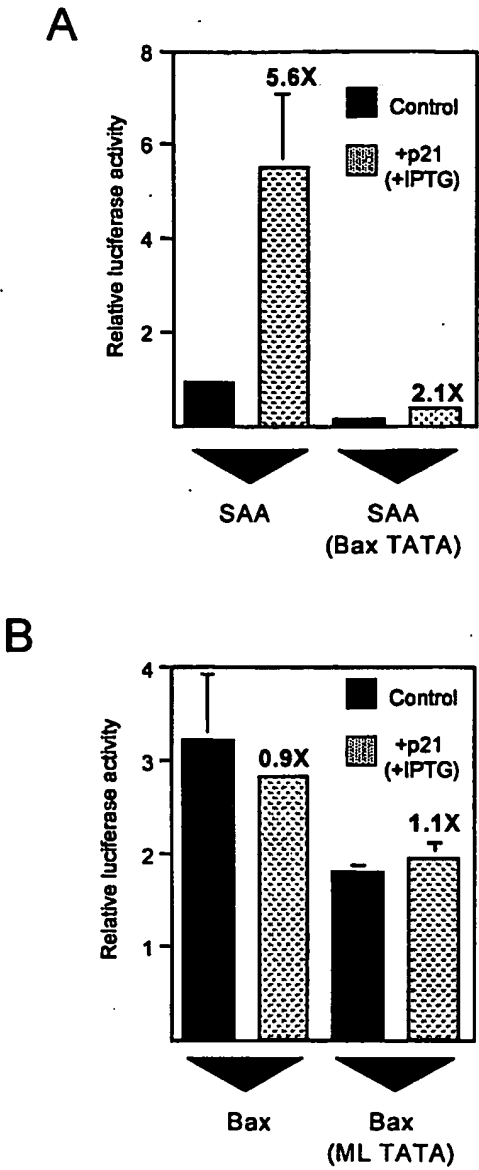 A
Relative luciferase activity
8
6
4
2
5.6X
2.1X
Control
+p21
(+IPTG)
SAA
SAA
(Bax TATA)
B
Relative luciferase activity
4
3
2
1
0.9X
1.1X
Control
+p21
(+IPTG)
Bax
Bax
(ML TATA)